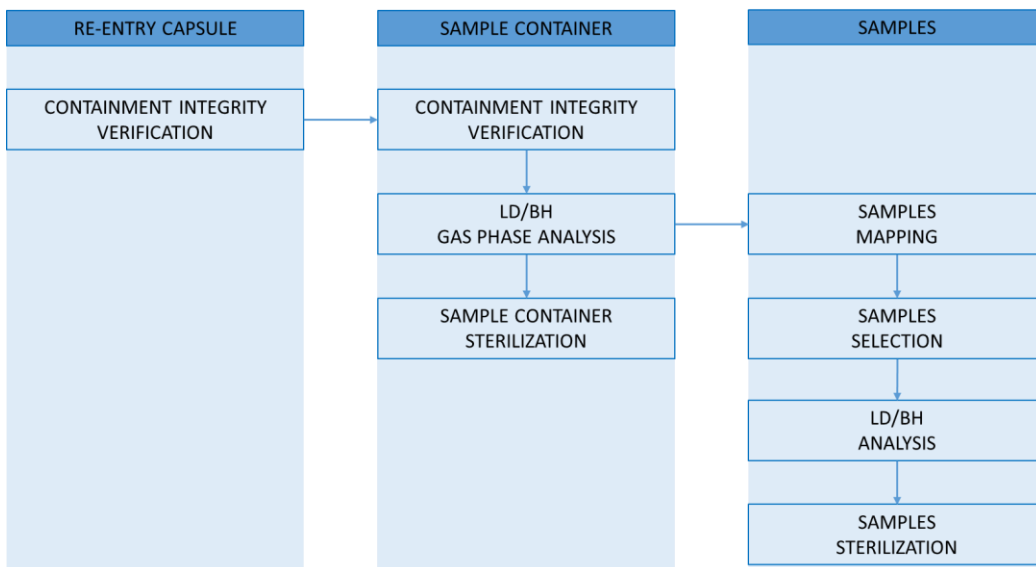 RE-ENTRY CAPSULE
SAMPLE CONTAINER
SAMPLES
CONTAINMENT INTEGRITY
VERIFICATION
CONTAINMENT INTEGRITY
VERIFICATION
LD/BH
GAS PHASE ANALYSIS
SAMPLES
MAPPING
SAMPLE CONTAINER
STERILIZATION
SAMPLES
SELECTION
LD/BH
ANALYSIS
SAMPLES
STERILIZATION